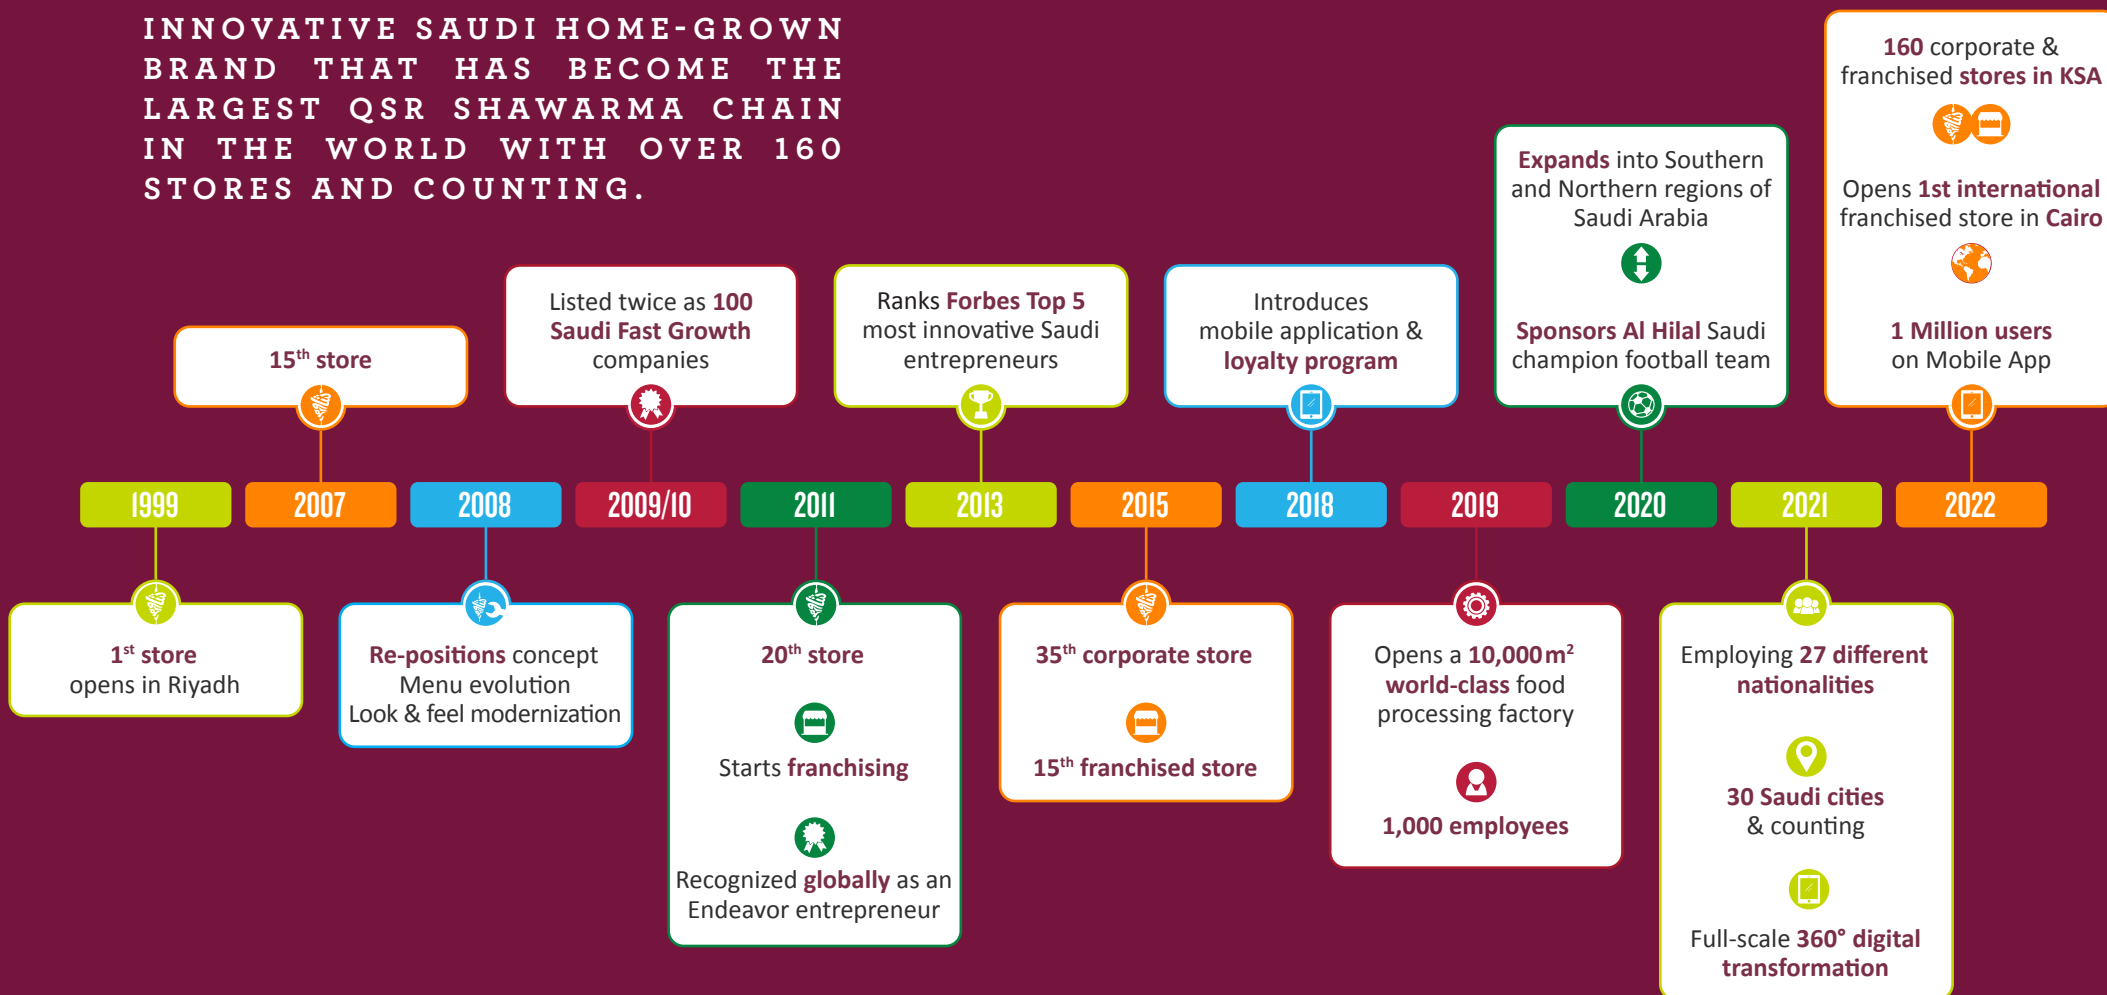 INNOVATIVE SAUDI HOME-GROWN
BRAND THAT HAS BECOME THE
LARGEST QSR SHAWARMA CHAIN
IN THE WORLD WITH OVER 160
STORES AND COUNTING.
1999
1st store
opens in Riyadh
2007
15th store
2008
Re-positions concept
Menu evolution
Look & feel modernization
2009/10
Listed twice as 100
Saudi Fast Growth
companies
2011
20th store
Starts franchising
Recognized globally as an
Endeavor entrepreneur
2013
Ranks Forbes Top 5
most innovative Saudi
entrepreneurs
2015
35th corporate store
15th franchised store
2018
Introduces
mobile application &
loyalty program
2019
Opens a 10,000m²
world-class food
processing factory
1,000 employees
2020
Expands into Southern
and Northern regions of
Saudi Arabia
Sponsors Al Hilal Saudi
champion football team
2021
Employing 27 different
nationalities
30 Saudi cities
& counting
Full-scale 360° digital
transformation
2022
160 corporate &
franchised stores in KSA
Opens 1st international
franchised store in Cairo
1 Million users
on Mobile App